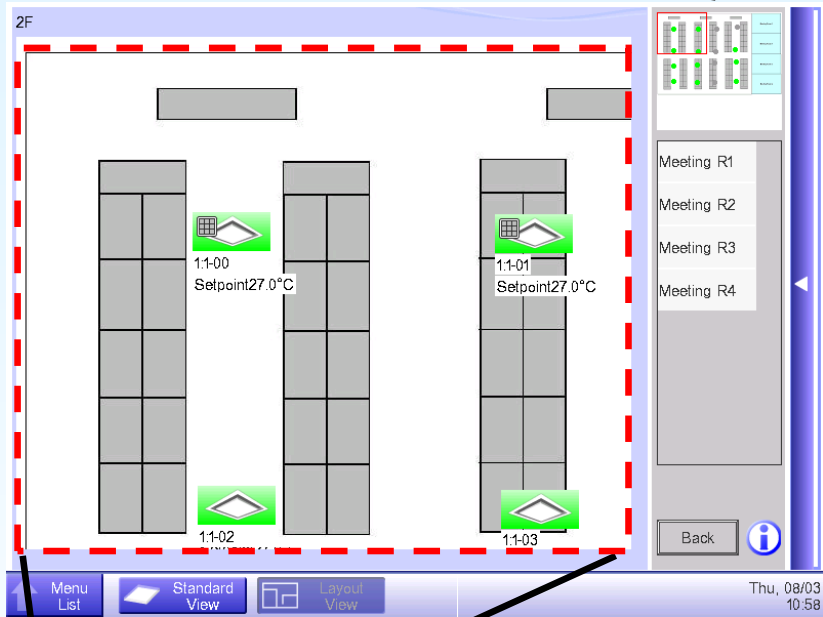 2F
Meeting R1
Meeting R2
Meeting R3
Meeting R4
1:1-00
Setpoint27.0°C
1:1-01
Setpoint27.0°C
1:1-02
1:1-03
Back
Menu
List
Standard
View
Layout
View
Thu, 08/03
10:58